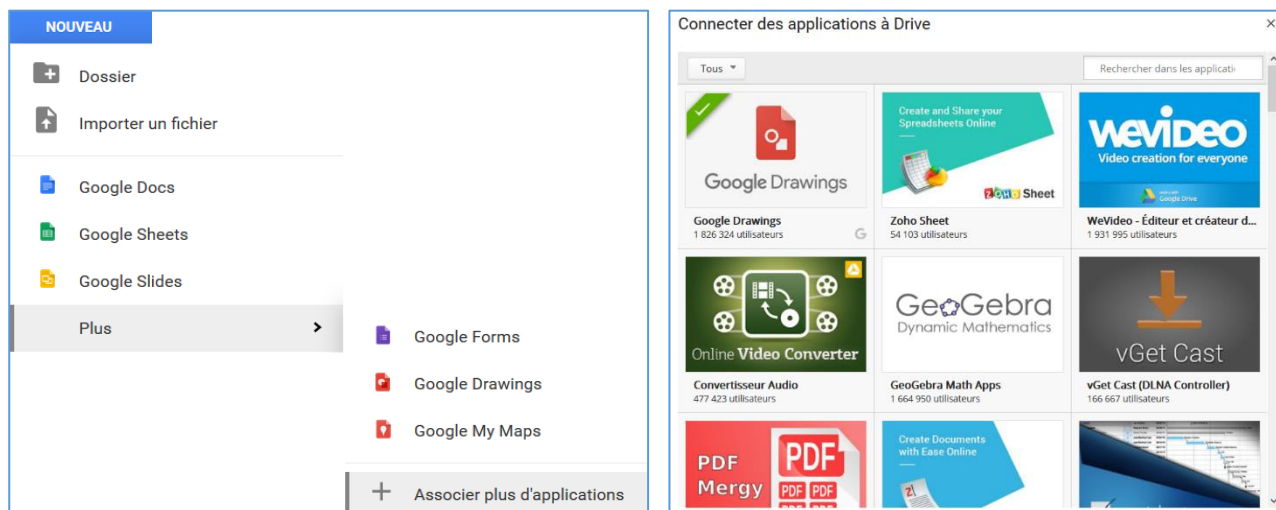 NOUVEAU
Dossier
Importer un fichier
Google Docs
Google Sheets
Google Slides
Plus
Google Forms
Google Drawings
Google My Maps
Associer plus d'applications
Connecter des applications à Drive
Tous
Rechercher dans les applicati
Google Drawings
Google Drawings
1 826 324 utilisateurs
Create and Share your
Spreadsheets Online
ZOHO Sheet
Zoho Sheet
54 103 utilisateurs
WeVIDEO
Video creation for everyone
Google Drive
WeVideo - Éditeur et créateur d...
1 931 995 utilisateurs
Online Video Converter
Convertisseur Audio
477 423 utilisateurs
GeoGebra
Dynamic Mathematics
GeoGebra Math Apps
1 664 950 utilisateurs
vGet Cast
vGet Cast (DLNA Controller)
166 667 utilisateurs
PDF
Mergy
PDF
PDF PDF
Create Documents
with Ease Online